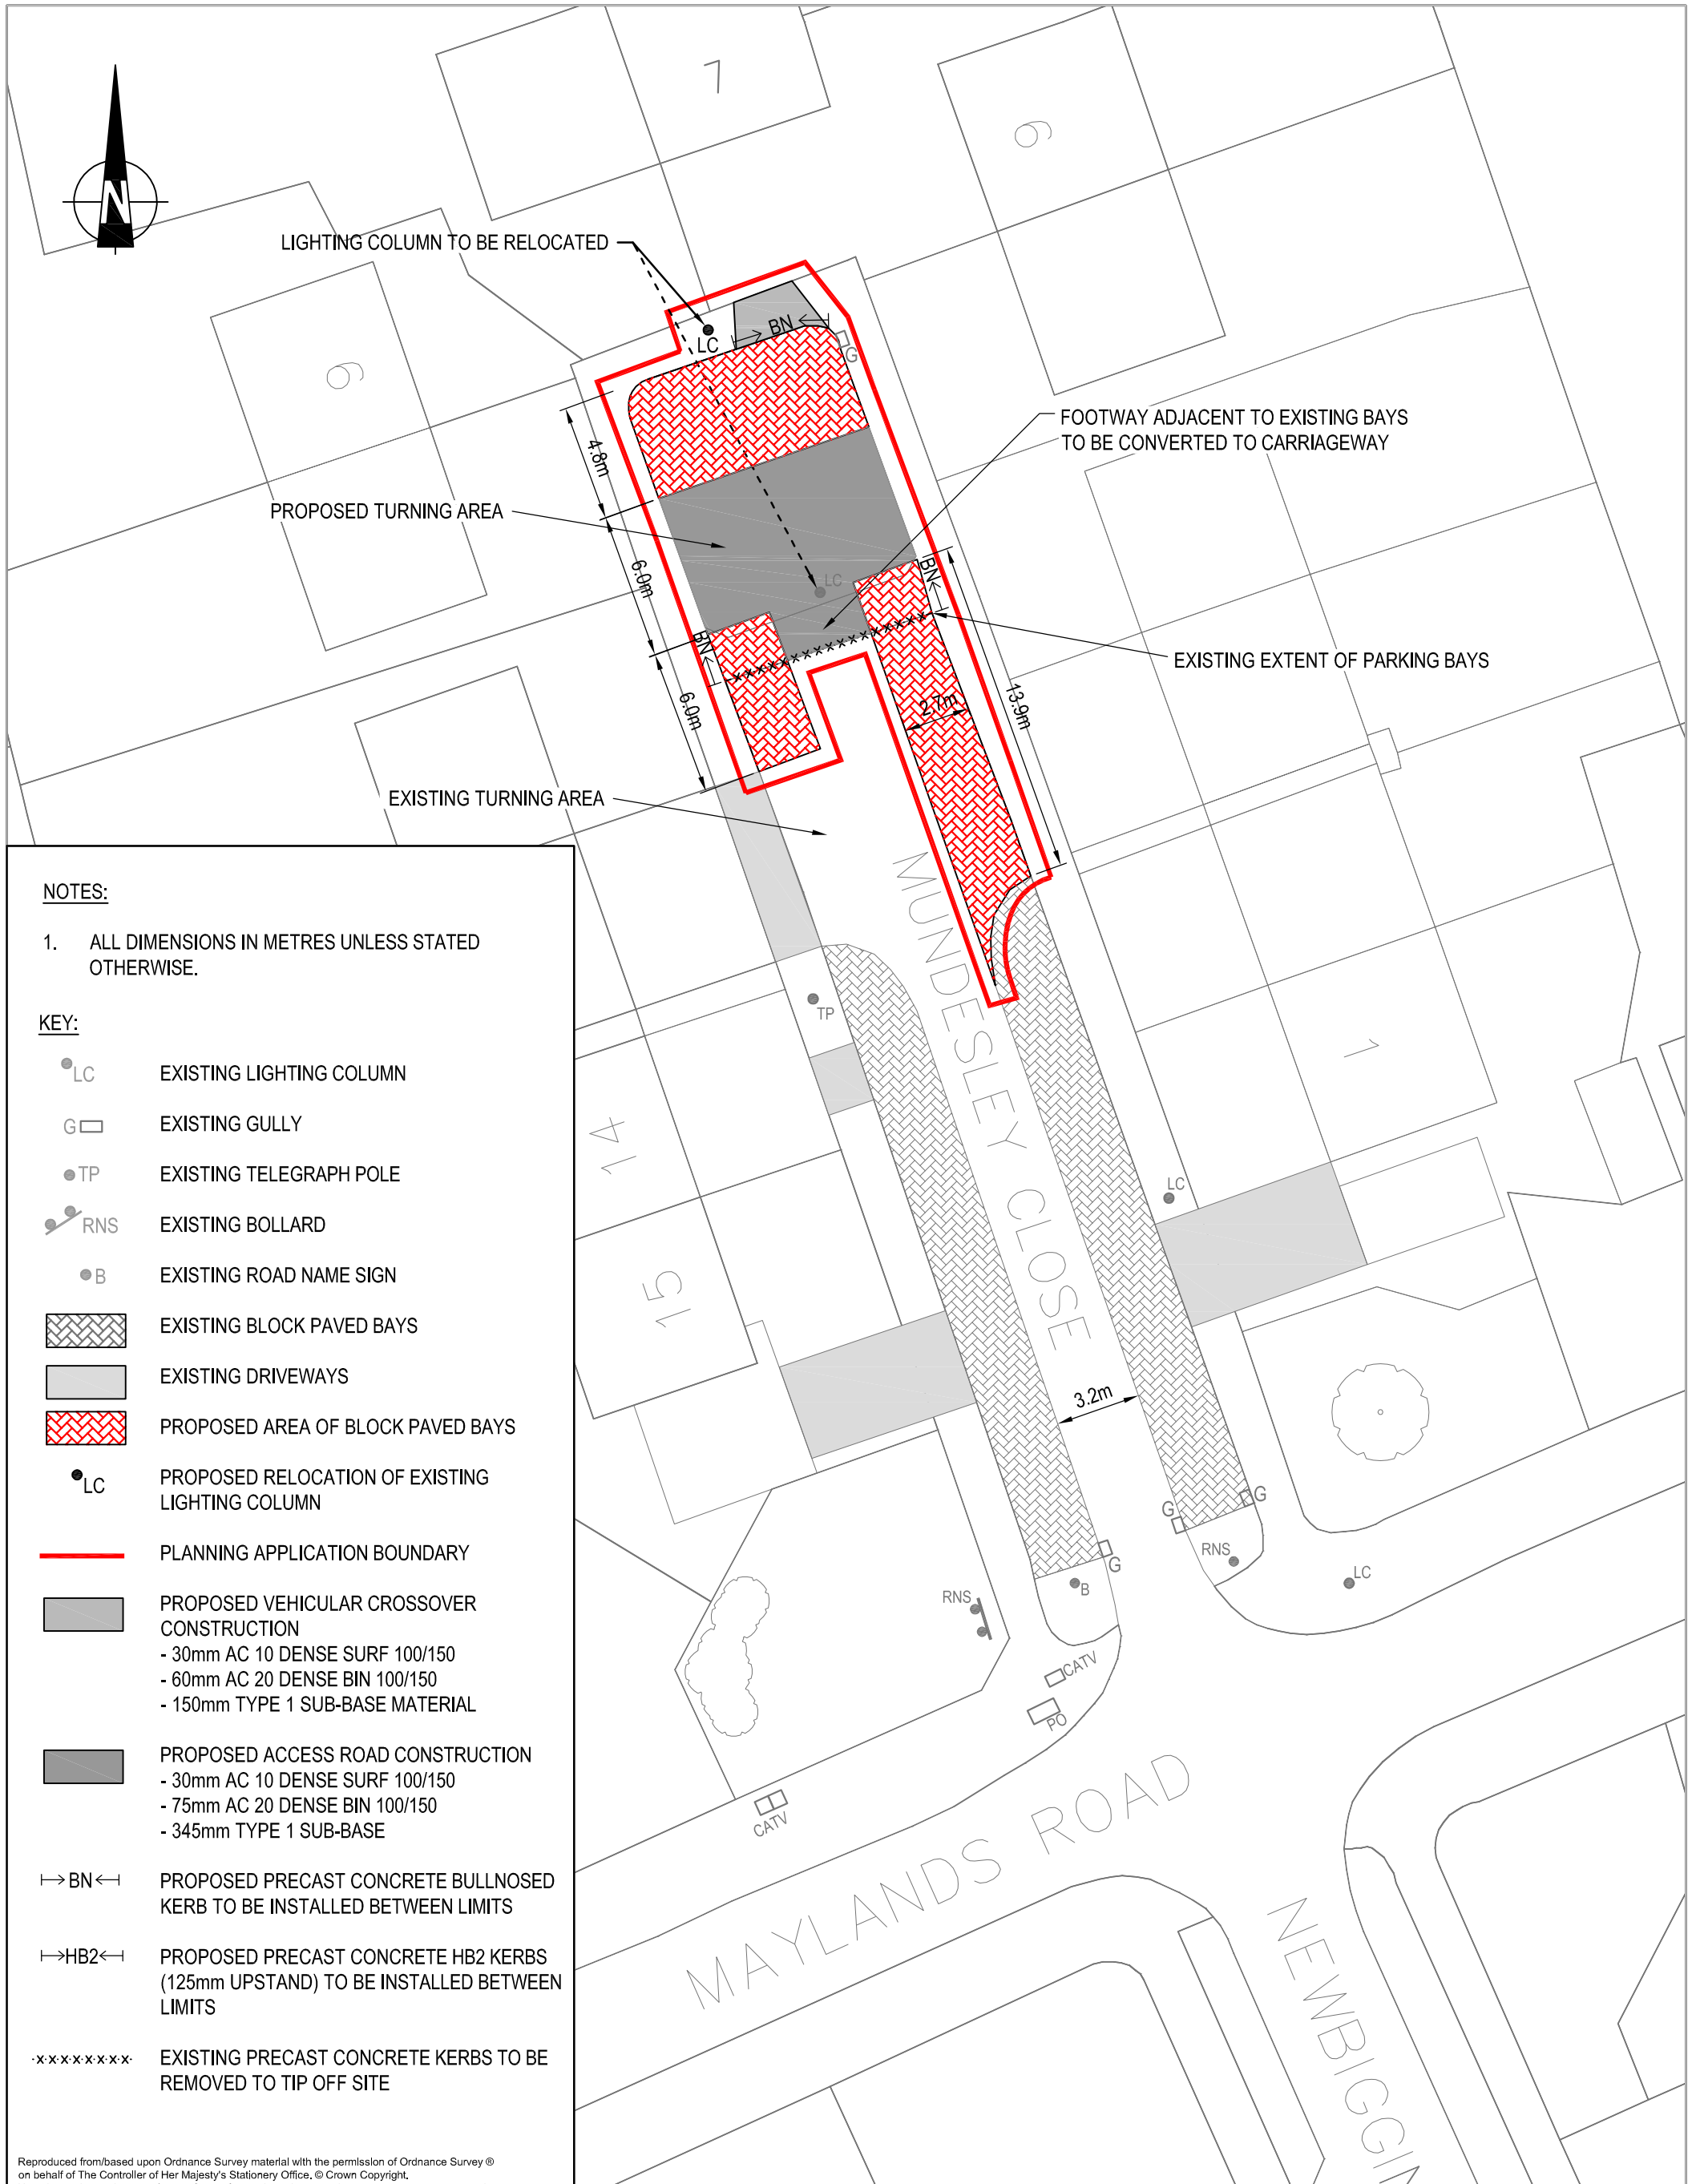 7
6
N
LIGHTING COLUMN TO BE RELOCATED
BN
LC
G
9
FOOTWAY ADJACENT TO EXISTING BAYS
TO BE CONVERTED TO CARRIAGEWAY
4.8m
PROPOSED TURNING AREA
6.0m
LC
BN
BN
EXISTING EXTENT OF PARKING BAYS
6.0m
2.7m
13.9m
EXISTING TURNING AREA
MUNDESLEY CLOSE
TP
1
14
LC
15
3.2m
G
G
G
RNS
LC
B
RNS
CATV
PO
CATV
MAYLANDS ROAD
NEWBIGGIN
NOTES:
1. ALL DIMENSIONS IN METRES UNLESS STATED
OTHERWISE.
KEY:
LC EXISTING LIGHTING COLUMN
G EXISTING GULLY
TP EXISTING TELEGRAPH POLE
RNS EXISTING BOLLARD
B EXISTING ROAD NAME SIGN
EXISTING BLOCK PAVED BAYS
EXISTING DRIVEWAYS
PROPOSED AREA OF BLOCK PAVED BAYS
LC PROPOSED RELOCATION OF EXISTING
LIGHTING COLUMN
PLANNING APPLICATION BOUNDARY
PROPOSED VEHICULAR CROSSOVER
CONSTRUCTION
- 30mm AC 10 DENSE SURF 100/150
- 60mm AC 20 DENSE BIN 100/150
- 150mm TYPE 1 SUB-BASE MATERIAL
PROPOSED ACCESS ROAD CONSTRUCTION
- 30mm AC 10 DENSE SURF 100/150
- 75mm AC 20 DENSE BIN 100/150
- 345mm TYPE 1 SUB-BASE
BN PROPOSED PRECAST CONCRETE BULLNOSED
KERB TO BE INSTALLED BETWEEN LIMITS
HB2 PROPOSED PRECAST CONCRETE HB2 KERBS
(125mm UPSTAND) TO BE INSTALLED BETWEEN
LIMITS
EXISTING PRECAST CONCRETE KERBS TO BE
REMOVED TO TIP OFF SITE
Reproduced from/based upon Ordnance Survey material with the permission of Ordnance Survey ®
on behalf of The Controller of Her Majesty's Stationery Office. © Crown Copyright.